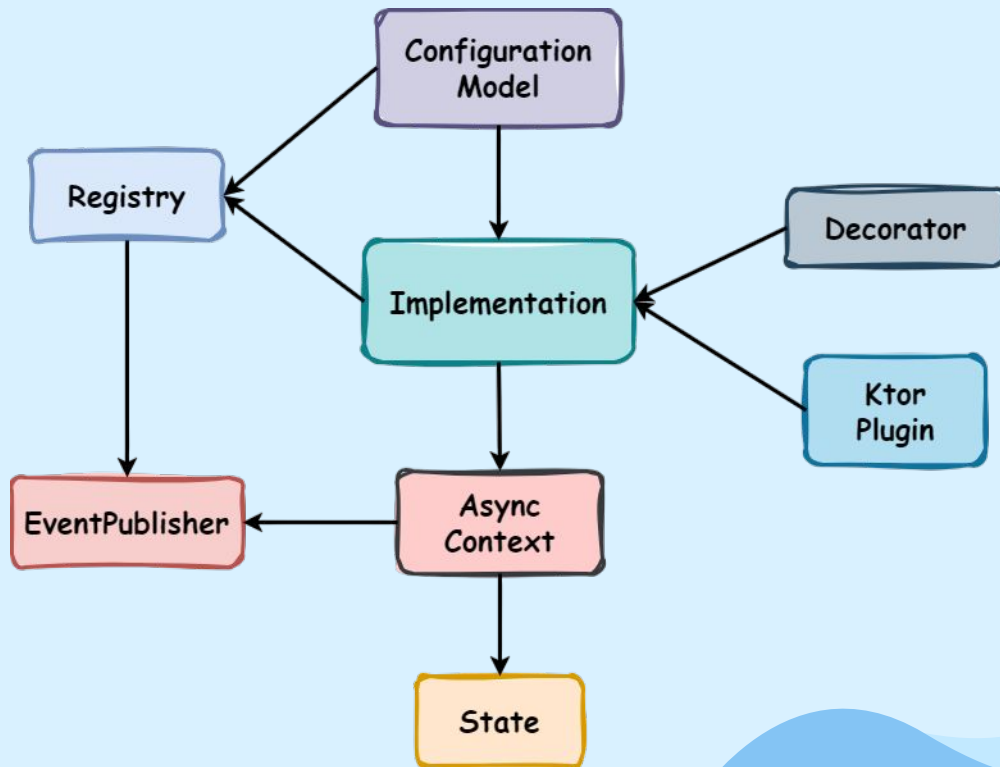 Configuration
Model
Registry
Decorator
Implementation
Ktor
Plugin
EventPublisher
Async
Context
State